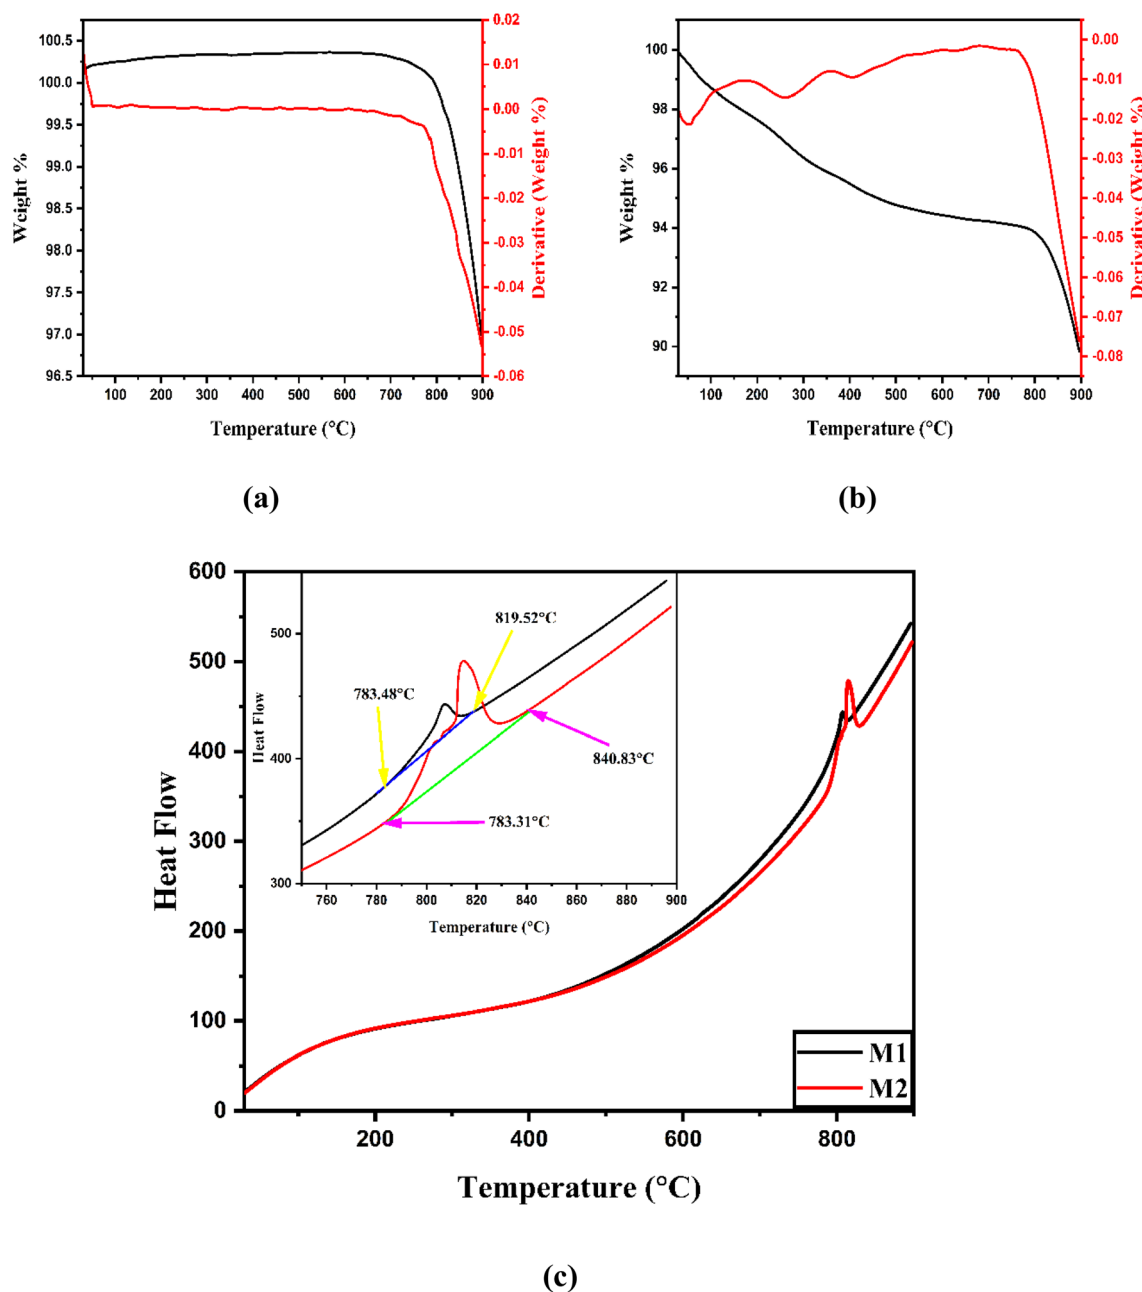 100.5
100.0
99.5
99.0
98.5
98.0
97.5
97.0
96.5
Weight %
0.02
0.01
0.00
-0.01
-0.02
-0.03
-0.04
-0.05
-0.06
Derivative (Weight %)
100 200 300 400 500 600 700 800 900
Temperature (°C)
(a)
100
98
96
94
92
90
Weight %
0.00
-0.01
-0.02
-0.03
-0.04
-0.05
-0.06
-0.07
-0.08
Derivative (Weight %)
100 200 300 400 500 600 700 800 900
Temperature (°C)
(b)
600
500
400
300
200
100
0
Heat Flow
500
400
300
Heat Flow
819.52°C
783.48°C
840.83°C
783.31°C
760 780 800 820 840 860 880 900
Temperature (°C)
M1
M2
200 400 600 800
Temperature (°C)
(c)